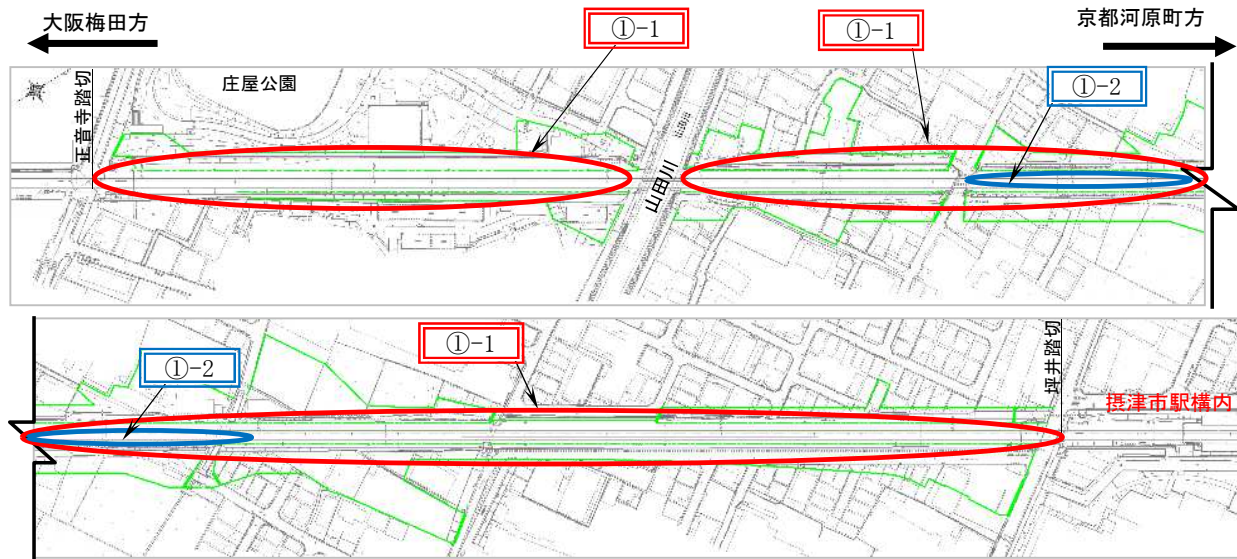 大阪梅田方
京都河原町方
①-1
①-1
①-2
庄屋公園
正音寺踏切
山田川
①-1
①-2
坪井踏切
摂津市駅構内